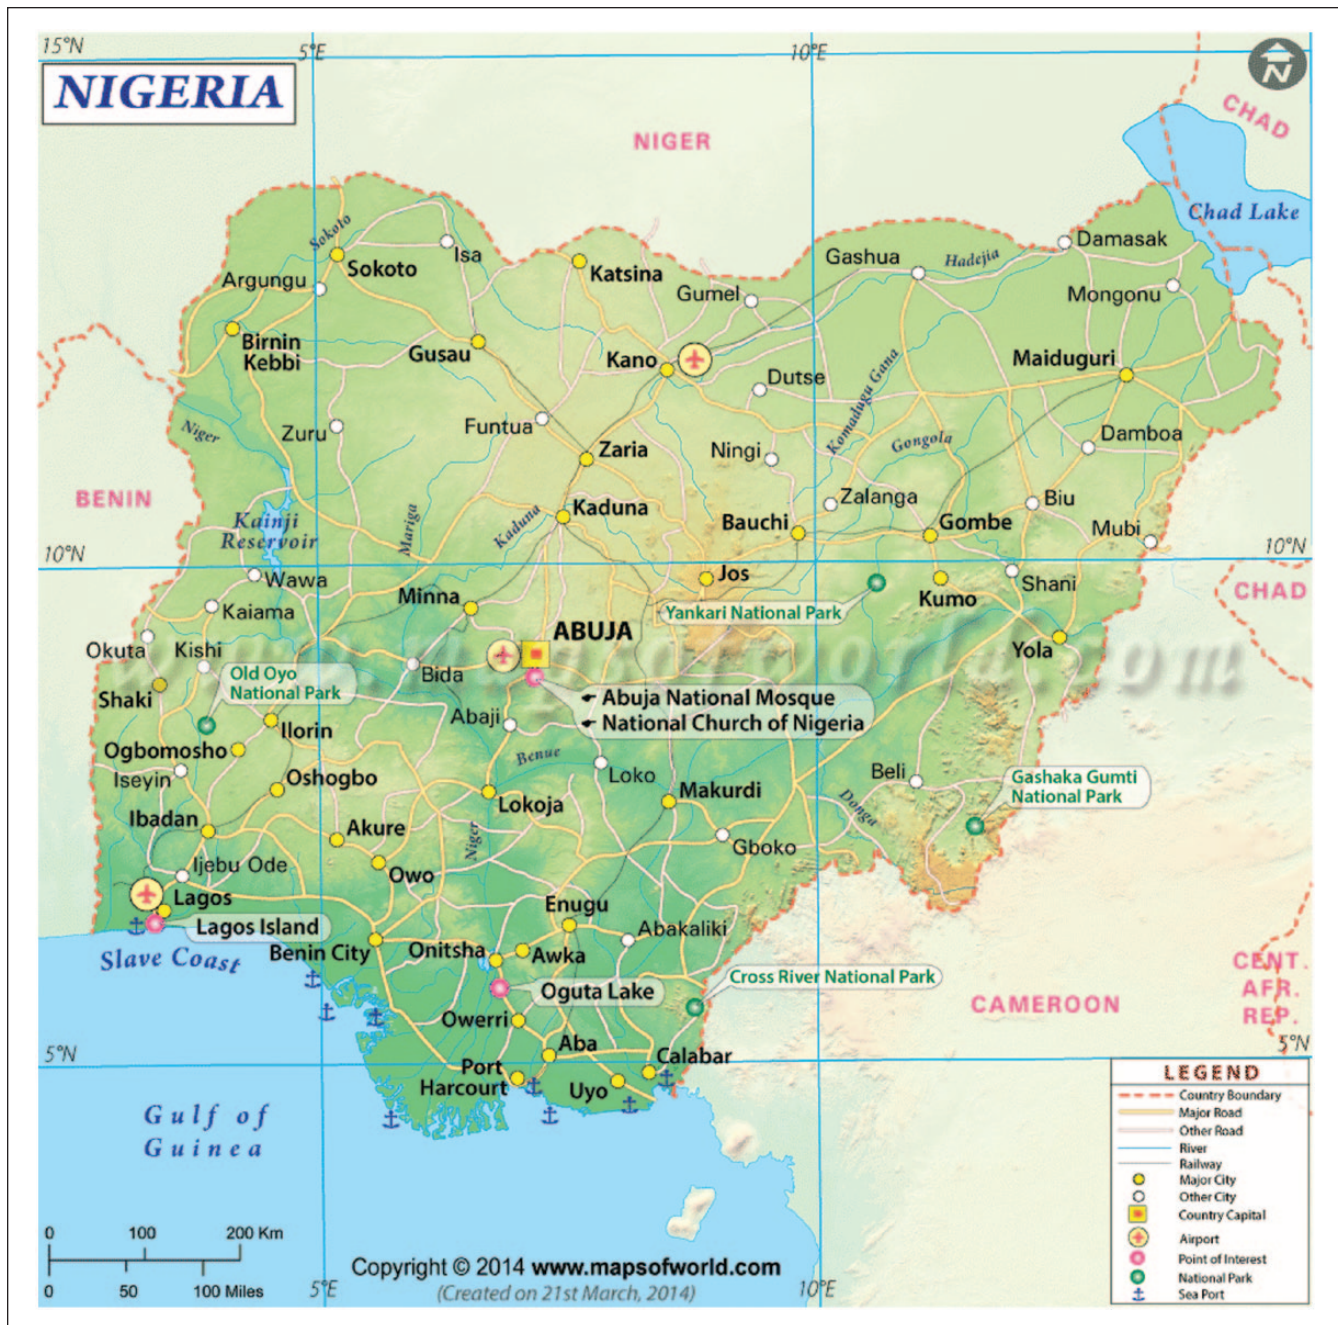 15°N
5°E
10°E
N
NIGERIA
CHAD
NIGER
Chad Lake
Sokoto
Isa
Sokoto
Katsina
Gashua
Hadejia
Damasak
Argungu
Gumel
Mongonu
Birnin
Kebbi
Gusau
Kano
Maiduguri
Dutse
Komadugu Gana
Niger
Zuru
Funtua
Zaria
Ningi
Gongola
Damboa
BENIN
Kainji
Reservoir
Mariga
Kaduna
Kaduna
Zalanga
Biu
Bauchi
Gombe
Mubi
10°N
10°N
Wawa
Jos
Shani
CHAD
Kaiama
Minna
Yankari National Park
Kumo
ABUJA
www.mapsofworld.com
Okuta
Kishi
Yola
Bida
Old Oyo
National Park
Shaki
Abuja National Mosque
National Church of Nigeria
Abaji
Ilorin
Ogbomosho
Benue
Iseyin
Oshogbo
Loko
Beli
Gashaka Gumti
National Park
Lokoja
Makurdi
Donga
Ibadan
Akure
Niger
Gboko
Ijebu Ode
Owo
Lagos
Enugu
Lagos Island
Abakaliki
Benin City
Onitsha
Awka
Slave Coast
Cross River National Park
CENT.
AFR.
REP.
Oguta Lake
CAMEROON
Owerri
5°N
5°N
Aba
Calabar
Port
Harcourt
Uyo
Gulf of
Guinea
LEGEND
Country Boundary
Major Road
Other Road
River
Railway
Major City
Other City
Country Capital
Airport
Point of Interest
National Park
Sea Port
0 100 200 Km
0 50 100 Miles
Copyright © 2014 www.mapsofworld.com
(Created on 21st March, 2014)
5°E
10°E